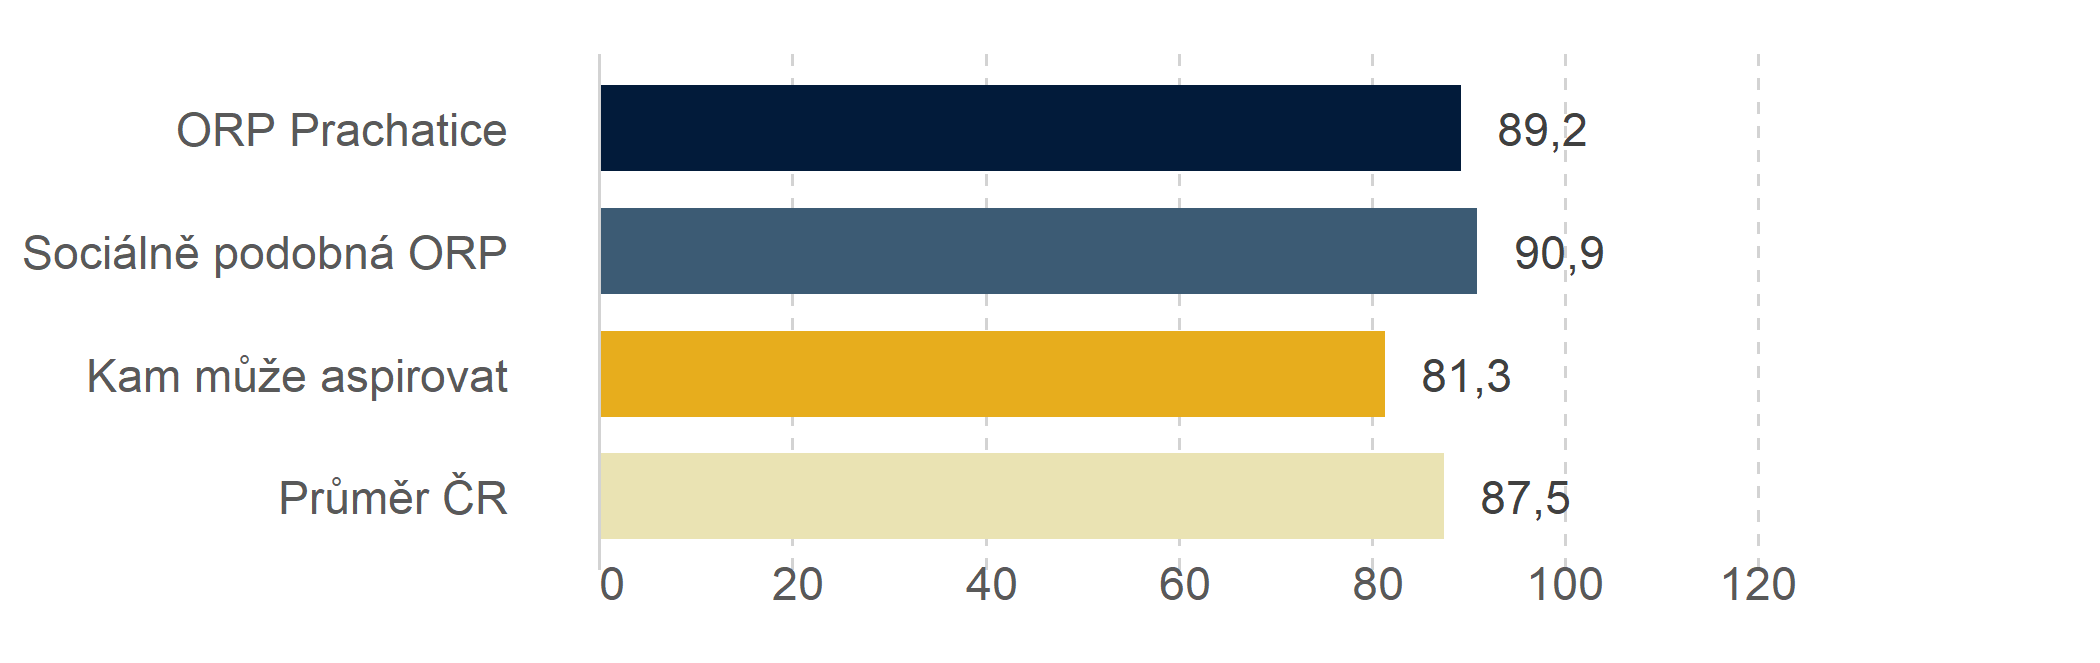 ORP Prachatice 89,2
Sociálně podobná ORP 90,9
Kam může aspirovat 81,3
Průměr ČR 87,5
0 20 40 60 80 100 120